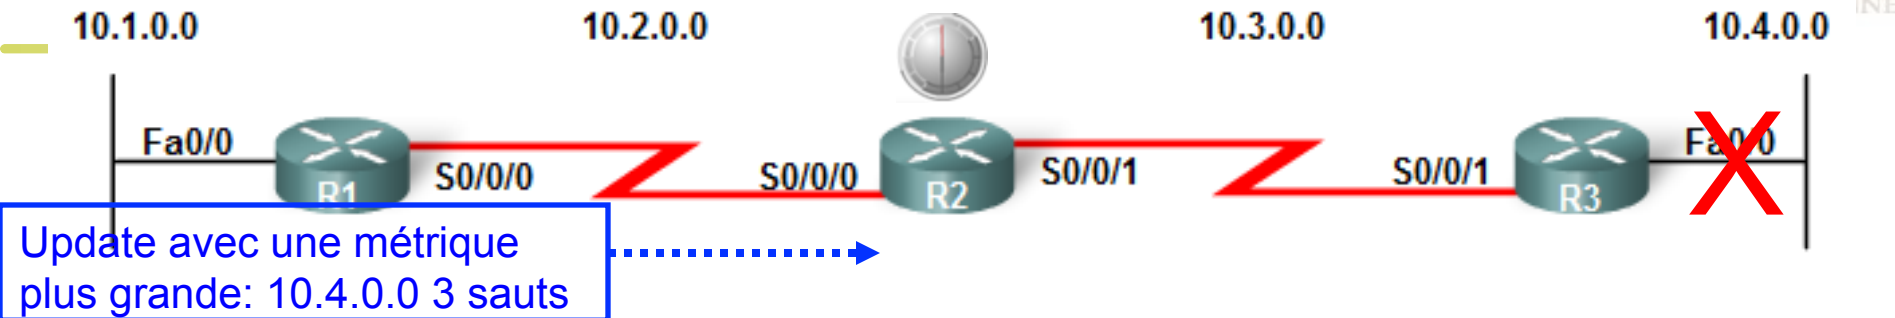 10.1.0.0 10.2.0.0 10.3.0.0 10.4.0.0
Fa0/0 Fa0/0
S0/0/0 S0/0/0 S0/0/1 S0/0/1
R1 R2 R3
Update avec une métrique
plus grande: 10.4.0.0 3 sauts